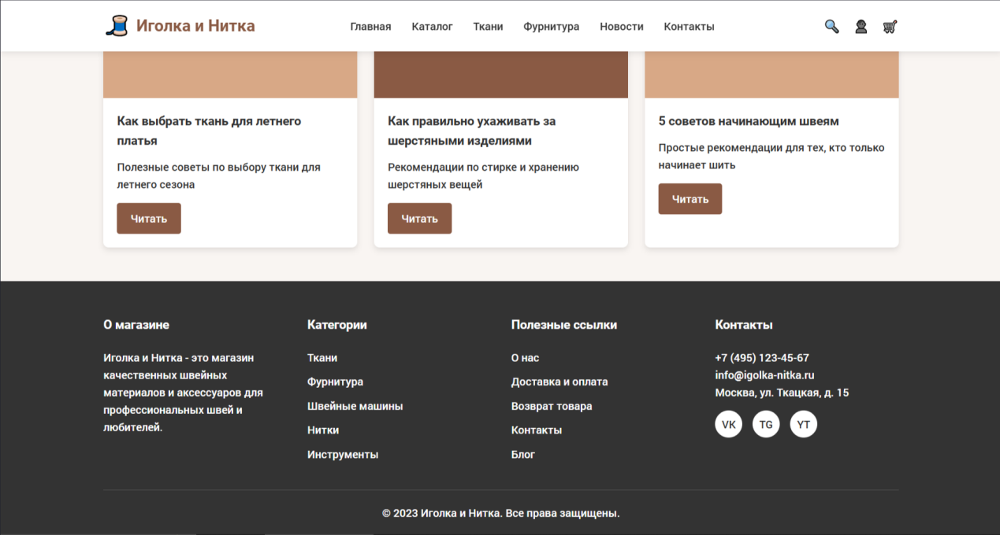 Иголка и Нитка
Главная Каталог Ткани Фурнитура Новости Контакты
Как выбрать ткань для летнего
платья
Полезные советы по выбору ткани для
летнего сезона
Читать
Как правильно ухаживать за
шерстяными изделиями
Рекомендации по стирке и хранению
шерстяных вещей
Читать
5 советов начинающим швеям
Простые рекомендации для тех, кто только
начинает шить
Читать
О магазине
Иголка и Нитка - это магазин
качественных швейных
материалов и аксессуаров для
профессиональных швей и
любителей.
Категории
Ткани
Фурнитура
Швейные машины
Нитки
Инструменты
Полезные ссылки
О нас
Доставка и оплата
Возврат товара
Контакты
Блог
Контакты
+7 (495) 123-45-67
info@igolka-nitka.ru
Москва, ул. Ткацкая, д. 15
VK TG YT
© 2023 Иголка и Нитка. Все права защищены.